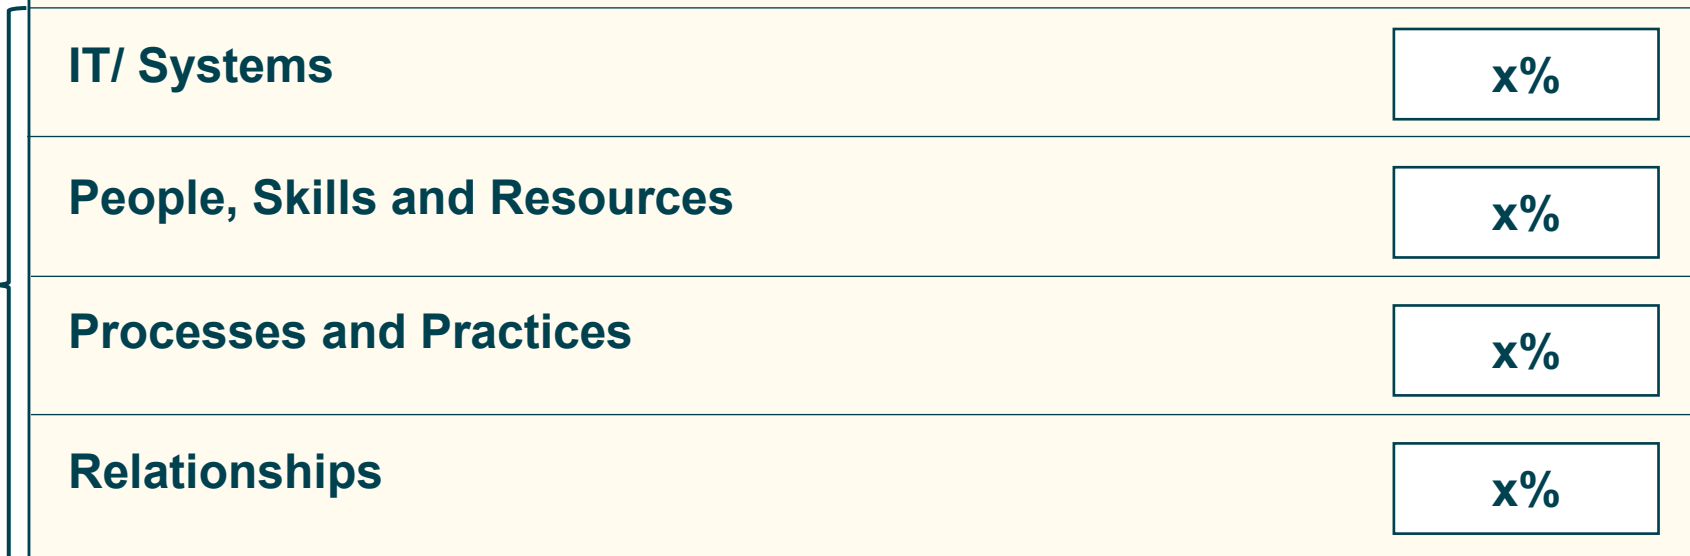 IT/ Systems
x%
People, Skills and Resources
x%
Processes and Practices
x%
Relationships
x%